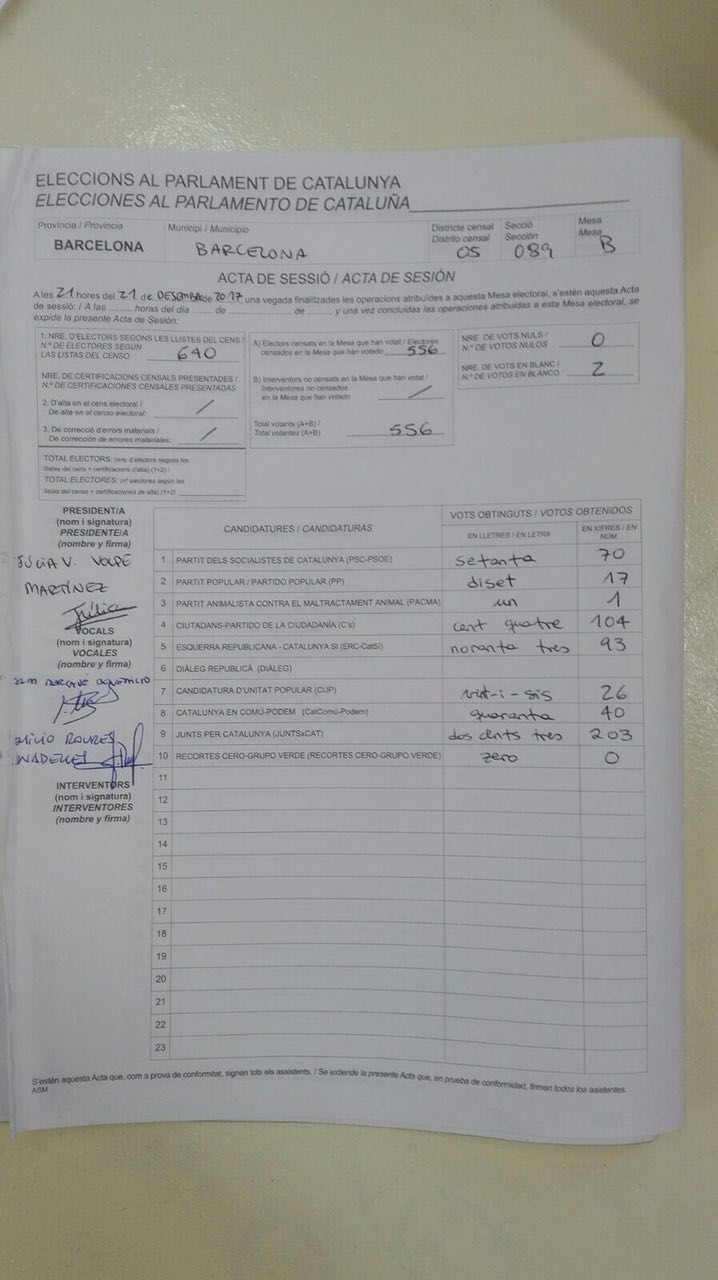 ELECCIONS AL PARLAMENT DE CATALUNYA
ELECCIONES AL PARLAMENTO DE CATALUÑA
Província / Provincia
BARCELONA
Municipi / Municipio
BARCELONA
Districte censal
Distrito censal
05
Secció
Sección
089
Mesa
Mesa
B
ACTA DE SESSIÓ / ACTA DE SESIÓN
A les 21 hores del 21 de DESEMBRE de 2017 una vegada finalitzades les operacions atribuïdes a aquesta Mesa electoral, s'estén aquesta Acta
de sessió: / A las ......... horas del día ...... de ................ de ......... y una vez concluidas las operaciones atribuidas a esta Mesa electoral, se
expide la presente Acta de Sesión:
1. NRE. D'ELECTORS SEGONS LES LLISTES DEL CENS /
N.º DE ELECTORES SEGÚN
LAS LISTAS DEL CENSO 640
NRE. DE CERTIFICACIONS CENSALS PRESENTADES /
N.º DE CERTIFICACIONES CENSALES PRESENTADAS
2. D'alta en el cens electoral /
De alta en el censo electoral: /
3. De correcció d'errors materials /
De corrección de errores materiales: /
TOTAL ELECTORS: (nre. d'electors segons les
llistes del cens + certificacions d'alta) (1+2) /
TOTAL ELECTORES: (nº electores según las
listas del censo + certificaciones de alta) (1+2)
A) Electors censats en la Mesa que han votat / Electores
censados en la Mesa que han votado 556
B) Interventors no censats en la Mesa que han votat /
Interventores no censados
en la Mesa que han votado /
Total votants (A+B) /
Total votantes (A+B) 556
NRE. DE VOTS NULS /
N.º DE VOTOS NULOS 0
NRE. DE VOTS EN BLANC /
N.º DE VOTOS EN BLANCO 2
PRESIDENT/A
(nom i signatura)
PRESIDENTE/A
(nombre y firma)
JÚLIA V. VOLPE
MARTÍNEZ
Júlia
VOCALS
(nom i signatura)
VOCALES
(nombre y firma)
INTERVENTORS
(nom i signatura)
INTERVENTORES
(nombre y firma)
CANDIDATURES / CANDIDATURAS
VOTS OBTINGUTS / VOTOS OBTENIDOS
EN LLETRES / EN LETRA
EN XIFRES / EN NÚM
1 PARTIT DELS SOCIALISTES DE CATALUNYA (PSC-PSOE) setanta 70
2 PARTIT POPULAR / PARTIDO POPULAR (PP) diset 17
3 PARTIT ANIMALISTA CONTRA EL MALTRACTAMENT ANIMAL (PACMA) un 1
4 CIUTADANS-PARTIDO DE LA CIUDADANÍA (C's) cent quatre 104
5 ESQUERRA REPUBLICANA - CATALUNYA SI (ERC-CatSí) noranta tres 93
6 DIÀLEG REPUBLICÀ (DIÀLEG)
7 CANDIDATURA D'UNITAT POPULAR (CUP) vint-i-sis 26
8 CATALUNYA EN COMÚ-PODEM (CatComú-Podem) quaranta 40
9 JUNTS PER CATALUNYA (JUNTSxCAT) dos cents tres 203
10 RECORTES CERO-GRUPO VERDE (RECORTES CERO-GRUPO VERDE) zero 0
11
12
13
14
15
16
17
18
19
20
21
22
23
S'estén aquesta Acta que, com a prova de conformitat, signen tots els assistents. / Se extiende la presente Acta que, en prueba de conformidad, firman todos los asistentes.
ASM